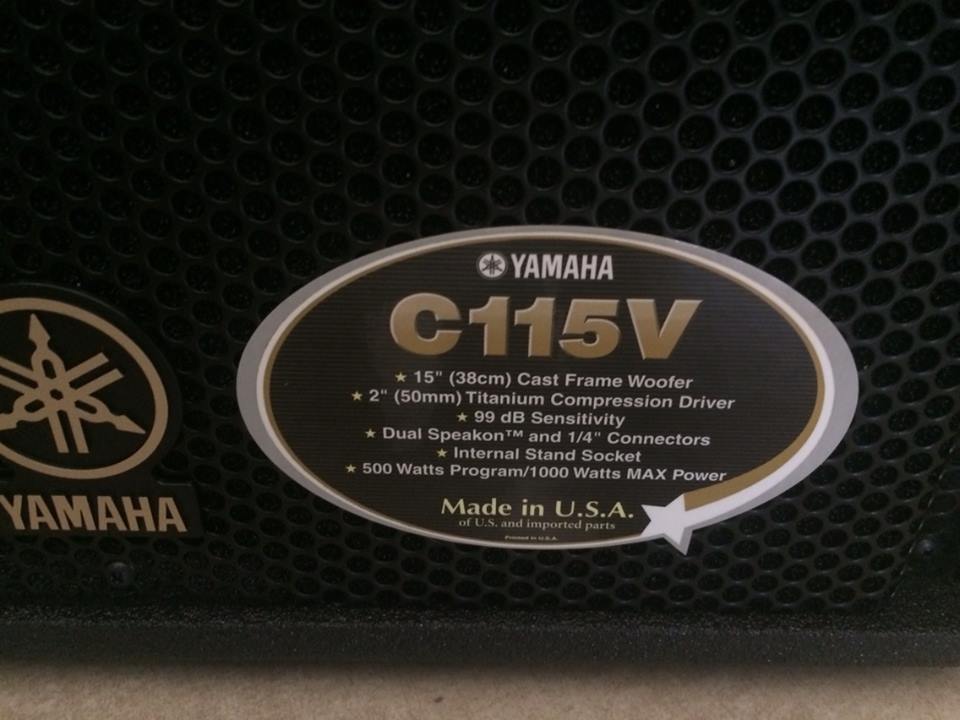 YAMAHA
C115V
★ 15" (38cm) Cast Frame Woofer
★ 2" (50mm) Titanium Compression Driver
★ 99 dB Sensitivity
★ Dual Speakon™ and 1/4" Connectors
★ Internal Stand Socket
★ 500 Watts Program/1000 Watts MAX Power
Made in U.S.A.
of U.S. and imported parts
Printed in U.S.A.
YAMAHA